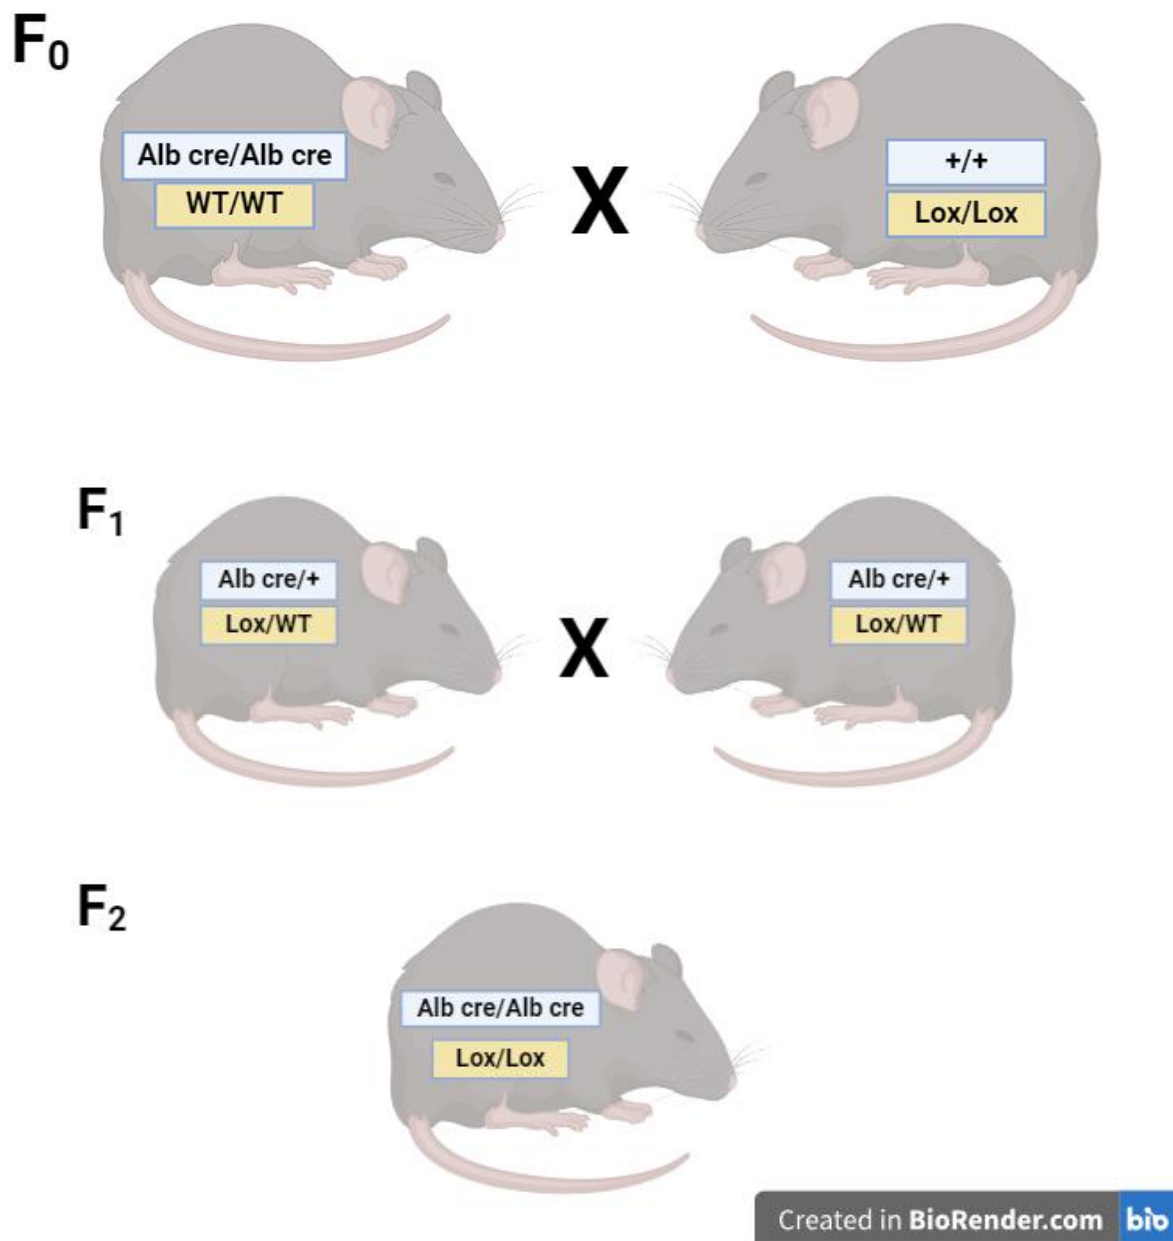 F₀
Alb cre/Alb cre
WT/WT
X
+/+
Lox/Lox
F₁
Alb cre/+
Lox/WT
X
Alb cre/+
Lox/WT
F₂
Alb cre/Alb cre
Lox/Lox
Created in BioRender.com bio